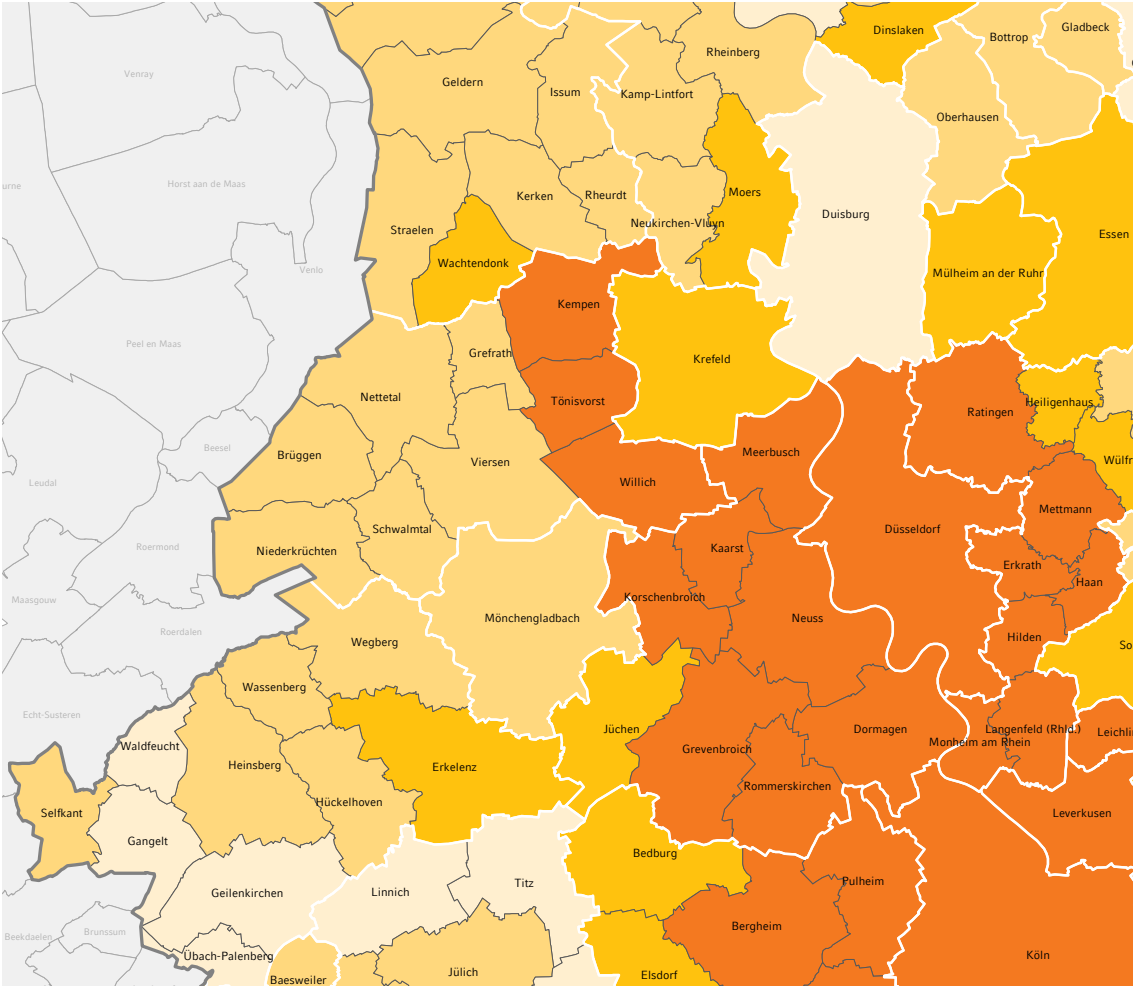 Dinslaken
Gladbeck
Bottrop
Rheinberg
Venray
Geldern
Issum
Kamp-Lintfort
Oberhausen
Horst aan de Maas
urne
Kerken
Rheurdt
Moers
Duisburg
Neukirchen-Vluyn
Straelen
Essen
Wachtendonk
Venlo
Mülheim an der Ruhr
Kempen
Peel en Maas
Grefrath
Krefeld
Nettetal
Tönisvorst
Heiligenhaus
Ratingen
Beesel
Brüggen
Meerbusch
Viersen
Wülfr
Leudal
Willich
Mettmann
Schwalmtal
Düsseldorf
Roermond
Niederkrüchten
Kaarst
Erkrath
Haan
Maasgouw
Korschenbroich
Mönchengladbach
Neuss
Roerdalen
Wegberg
Hilden
So
Wassenberg
Echt-Susteren
Jüchen
Dormagen
Langenfeld (Rhld.)
Leichlin
Monheim am Rhein
Waldfeucht
Grevenbroich
Heinsberg
Erkelenz
Rommerskirchen
Hückelhoven
Selfkant
Leverkusen
Gangelt
Bedburg
Titz
Pulheim
Geilenkirchen
Linnich
Bergheim
Brunssum
Beekdaelen
Übach-Palenberg
Köln
Jülich
Elsdorf
Baesweiler